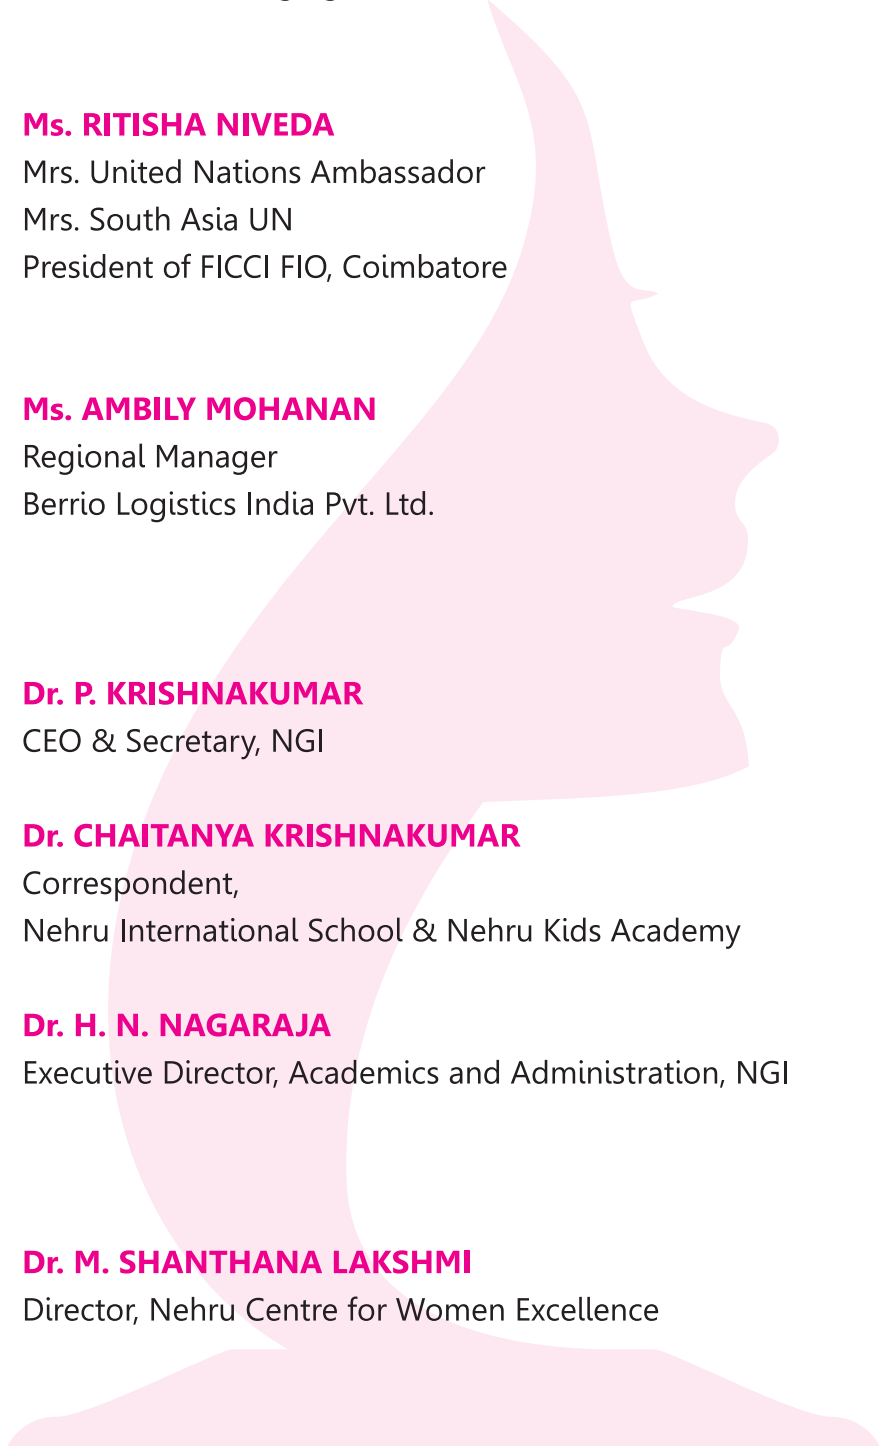 Ms. RITISHA NIVEDA
Mrs. United Nations Ambassador
Mrs. South Asia UN
President of FICCI FIO, Coimbatore
Ms. AMBILY MOHANAN
Regional Manager
Berrio Logistics India Pvt. Ltd.
Dr. P. KRISHNAKUMAR
CEO & Secretary, NGI
Dr. CHAITANYA KRISHNAKUMAR
Correspondent,
Nehru International School & Nehru Kids Academy
Dr. H. N. NAGARAJA
Executive Director, Academics and Administration, NGI
Dr. M. SHANTHANA LAKSHMI
Director, Nehru Centre for Women Excellence